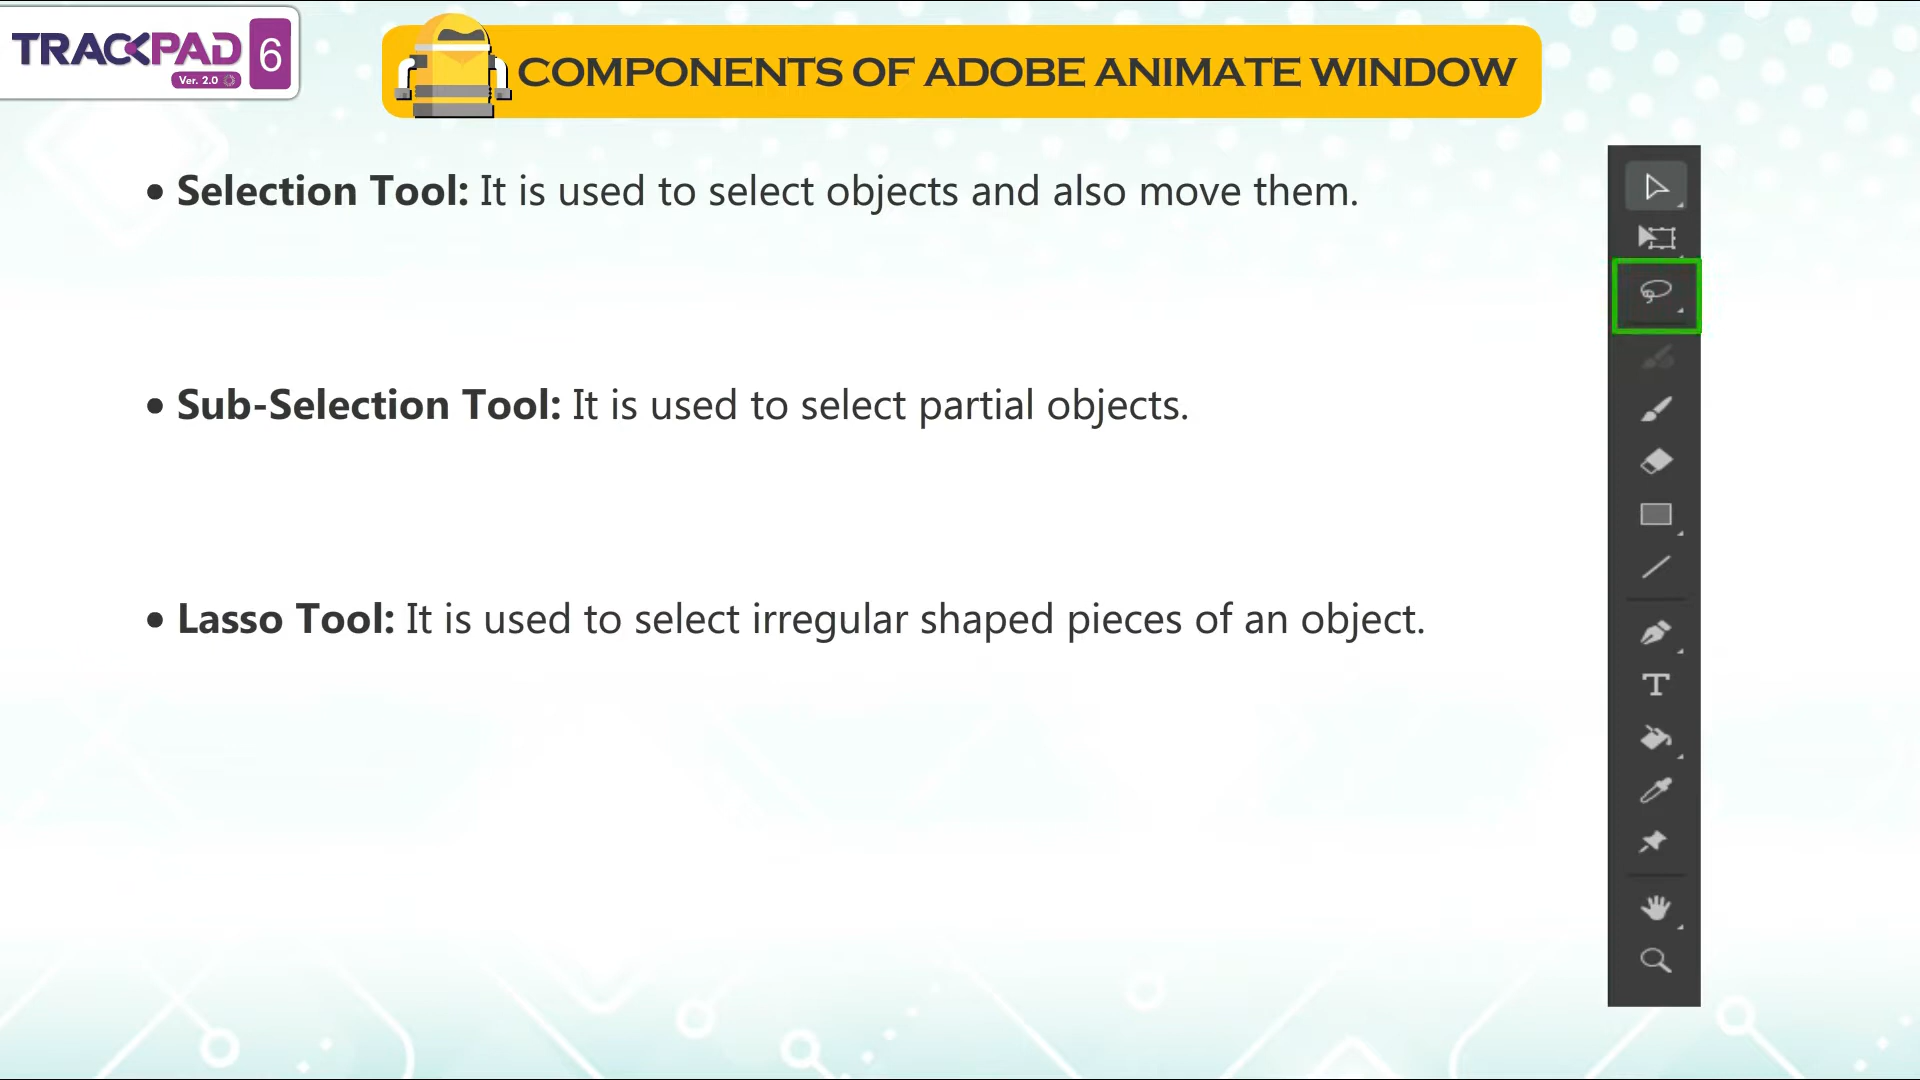 TRACKPAD 6
Ver. 2.0
COMPONENTS OF ADOBE ANIMATE WINDOW
• Selection Tool: It is used to select objects and also move them.
• Sub-Selection Tool: It is used to select partial objects.
• Lasso Tool: It is used to select irregular shaped pieces of an object.